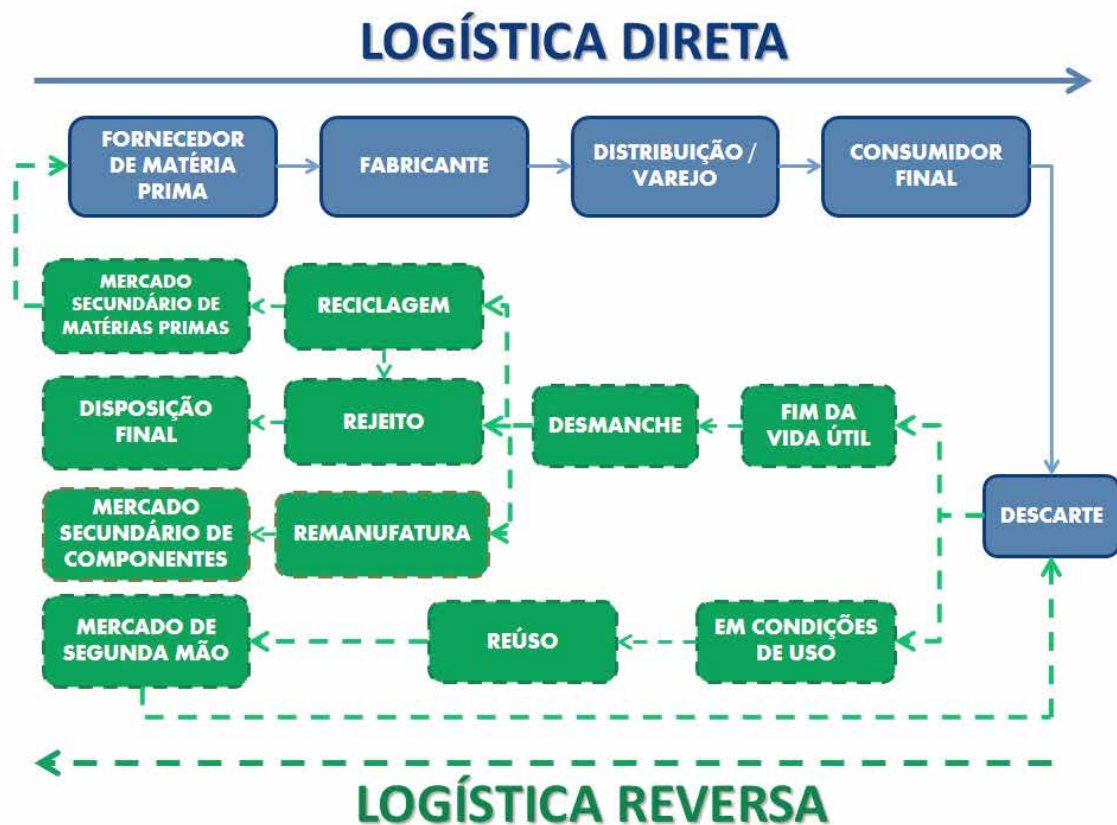 LOGÍSTICA DIRETA
FORNECEDOR
DE MATÉRIA
PRIMA
FABRICANTE
DISTRIBUIÇÃO /
VAREJO
CONSUMIDOR
FINAL
MERCADO
SECUNDÁRIO DE
MATÉRIAS PRIMAS
RECICLAGEM
DISPOSIÇÃO
FINAL
REJEITO
DESMANCHE
FIM DA
VIDA ÚTIL
DESCARTE
MERCADO
SECUNDÁRIO DE
COMPONENTES
REMANUFATURA
MERCADO DE
SEGUNDA MÃO
REÚSO
EM CONDIÇÕES
DE USO
LOGÍSTICA REVERSA